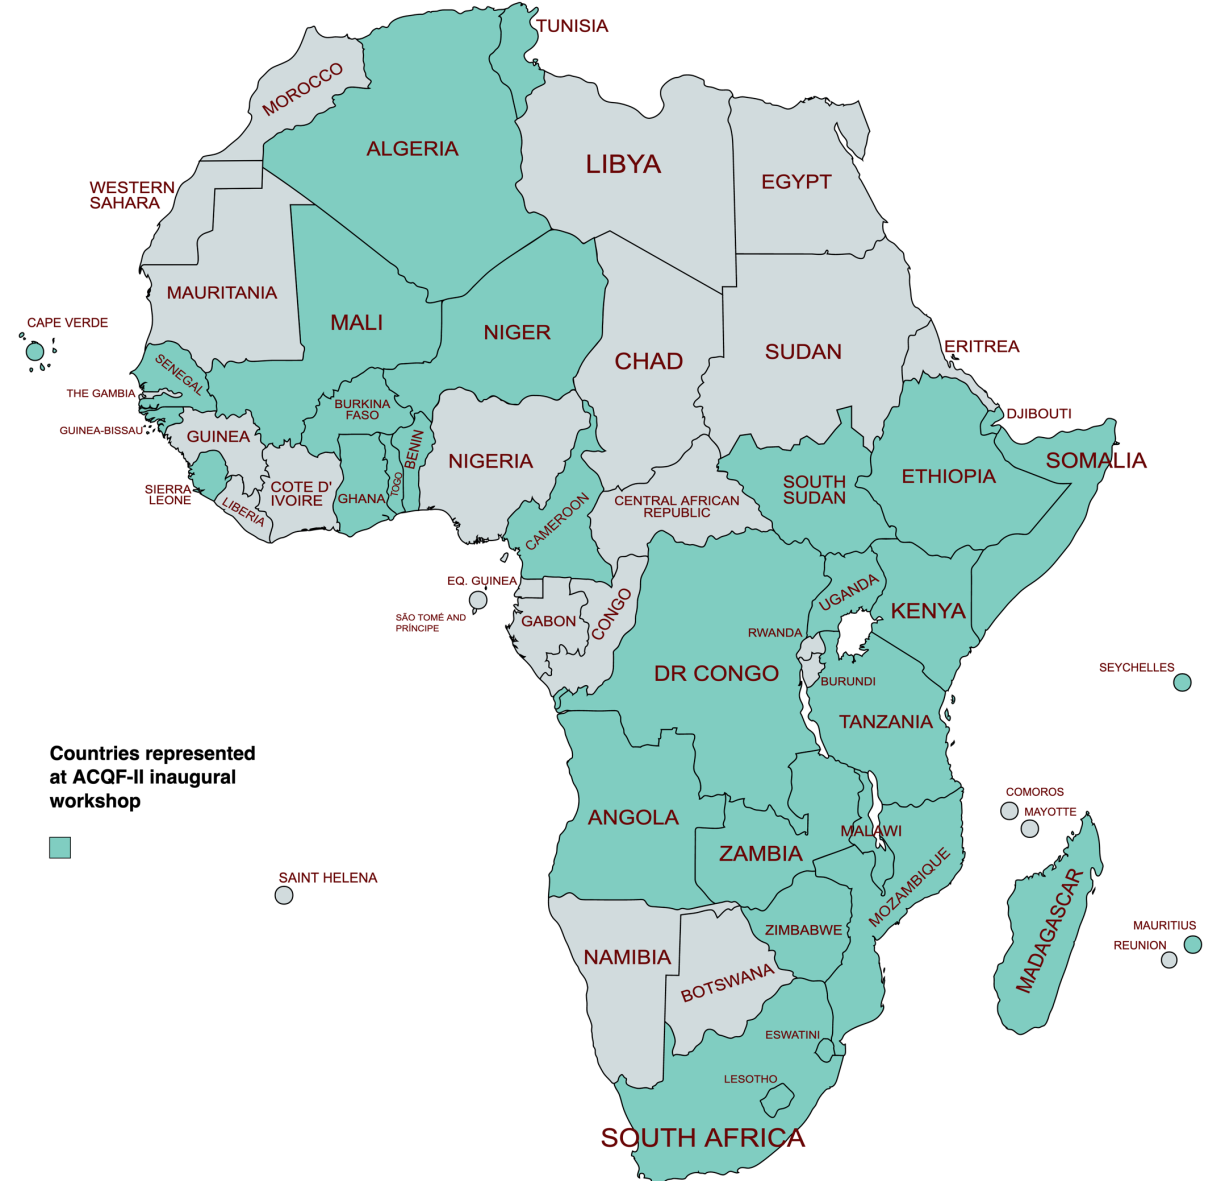 TUNISIA
MOROCCO
ALGERIA
LIBYA
EGYPT
WESTERN
SAHARA
MAURITANIA
MALI
NIGER
CHAD
SUDAN
ERITREA
CAPE VERDE
SENEGAL
THE GAMBIA
GUINEA-BISSAU
GUINEA
BURKINA
FASO
BENIN
DJIBOUTI
SOMALIA
NIGERIA
ETHIOPIA
SIERRA
LEONE
LIBERIA
COTE D'
IVOIRE
GHANA
TOGO
CAMEROON
CENTRAL AFRICAN
REPUBLIC
SOUTH
SUDAN
EQ. GUINEA
SÃO TOMÉ AND
PRÍNCIPE
GABON
CONGO
UGANDA
KENYA
RWANDA
DR CONGO
BURUNDI
SEYCHELLES
TANZANIA
Countries represented
at ACQF-II inaugural
workshop
ANGOLA
COMOROS
MAYOTTE
MALAWI
ZAMBIA
MOZAMBIQUE
SAINT HELENA
MADAGASCAR
MAURITIUS
REUNION
ZIMBABWE
NAMIBIA
BOTSWANA
ESWATINI
LESOTHO
SOUTH AFRICA